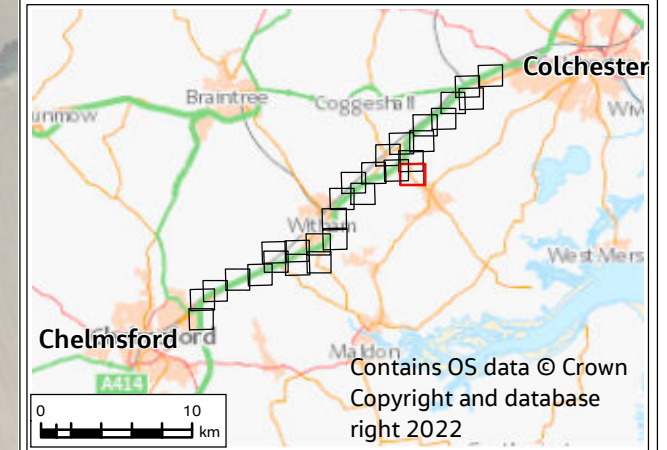 Colchester
Braintree
Coggeshall
unmow
Wiv
Witham
West Mers
Chelmsford
Maldon
A414
Contains OS data © Crown
Copyright and database
right 2022
0 10
km